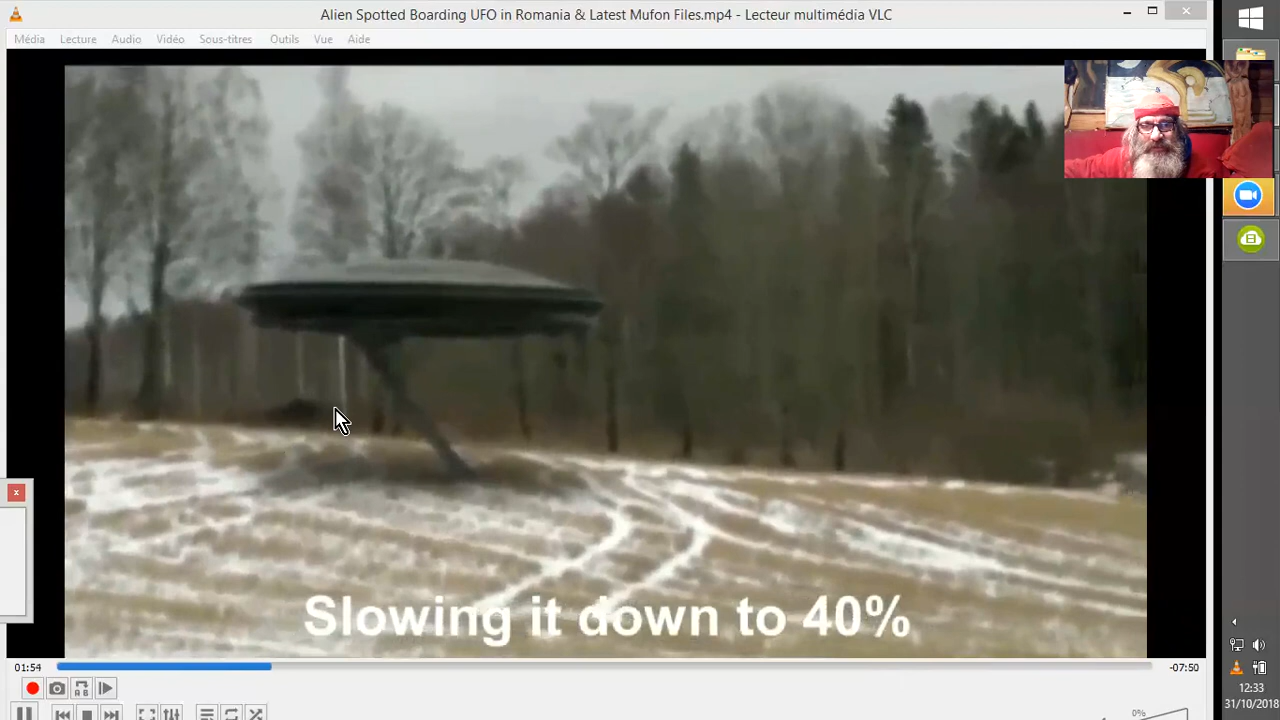 Alien Spotted Boarding UFO in Romania & Latest Mufon Files.mp4 - Lecteur multimédia VLC
Média Lecture Audio Vidéo Sous-titres Outils Vue Aide
Slowing it down to 40%
01:54
-07:50
0%
12:33
31/10/2018